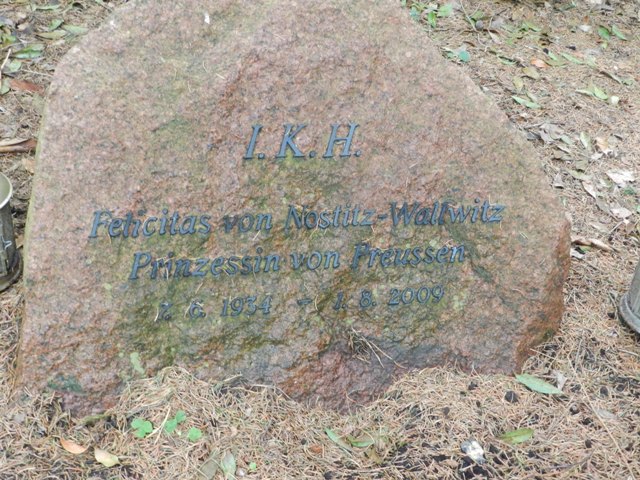 I. K. H.
Felicitas von Nostitz-Wallwitz
Prinzessin von Preussen
7. 6. 1934 - 1. 8. 2009